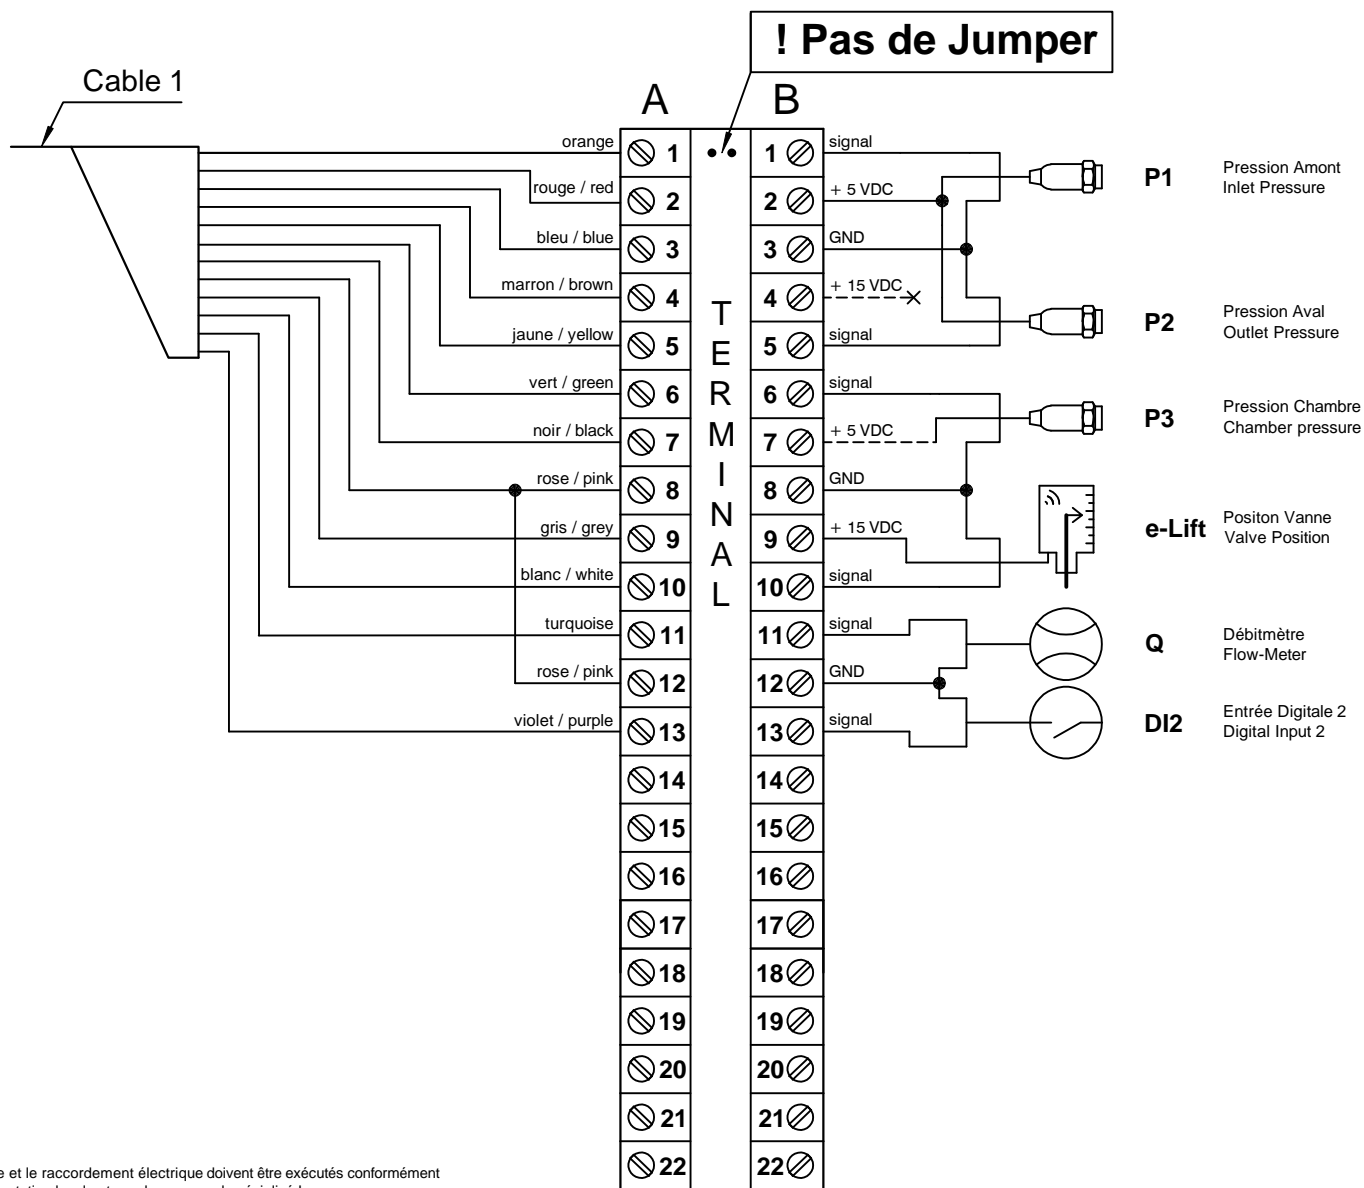 ! Pas de Jumper
Cable 1
A B
orange 1 1 signal
rouge / red 2 2 + 5 VDC
bleu / blue 3 3 GND
marron / brown 4 4 + 15 VDC
jaune / yellow 5 5 signal
vert / green 6 6 signal
noir / black 7 7 + 5 VDC
rose / pink 8 8 GND
gris / grey 9 9 + 15 VDC
blanc / white 10 10 signal
turquoise 11 11 signal
rose / pink 12 12 GND
violet / purple 13 13 signal
14 14
15 15
16 16
17 17
18 18
19 19
20 20
21 21
22 22
TERMINAL
P1 Pression Amont
Inlet Pressure
P2 Pression Aval
Outlet Pressure
P3 Pression Chambre
Chamber pressure
e-Lift Positon Vanne
Valve Position
Q Débitmètre
Flow-Meter
DI2 Entrée Digitale 2
Digital Input 2
e et le raccordement électrique doivent être exécutés conformément